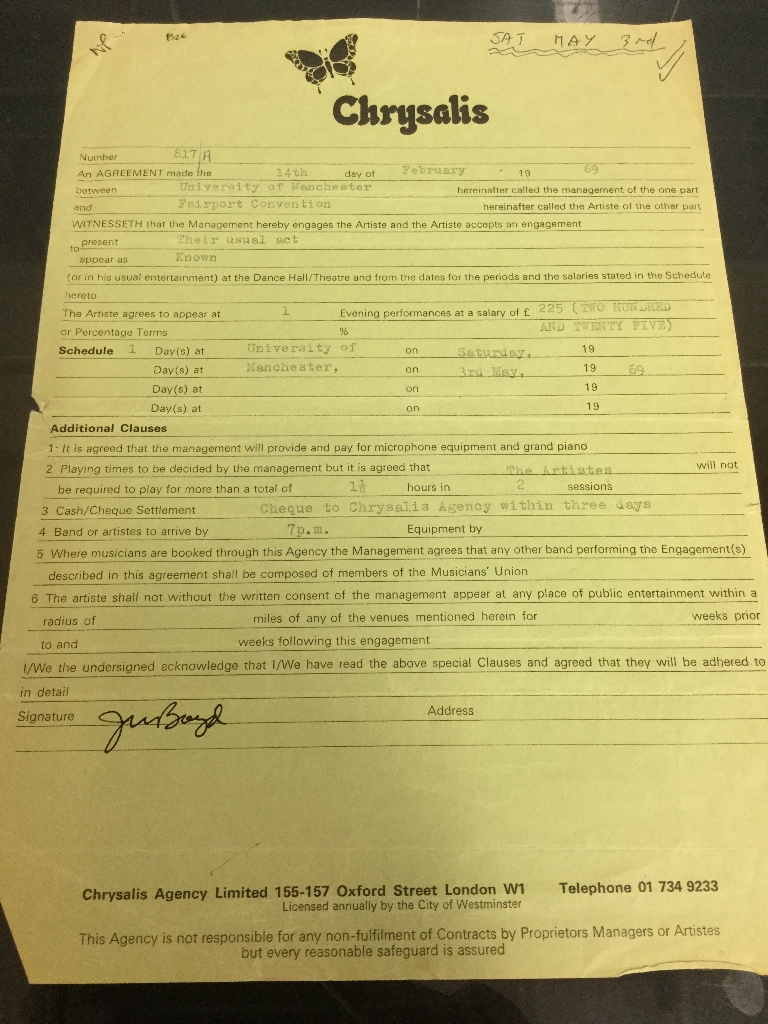 SAT MAY 3rd
Chrysalis
Number 817/A
An AGREEMENT made the 14th day of February 19 69
between University of Manchester hereinafter called the management of the one part
and Fairport Convention hereinafter called the Artiste of the other part
WITNESSETH that the Management hereby engages the Artiste and the Artiste accepts an engagement
to present Their usual act
appear as Known
(or in his usual entertainment) at the Dance Hall/Theatre and from the dates for the periods and the salaries stated in the Schedule
hereto
The Artiste agrees to appear at 1 Evening performances at a salary of £ 225 (TWO HUNDRED
or Percentage Terms % AND TWENTY FIVE)
Schedule 1 Day(s) at University of on Saturday, 19
Day(s) at Manchester, on 3rd May, 19 69
Day(s) at on 19
Day(s) at on 19
Additional Clauses
1 It is agreed that the management will provide and pay for microphone equipment and grand piano
2 Playing times to be decided by the management but it is agreed that The Artistes will not
be required to play for more than a total of 1½ hours in 2 sessions
3 Cash/Cheque Settlement Cheque to Chrysalis Agency within three days
4 Band or artistes to arrive by 7p.m. Equipment by
5 Where musicians are booked through this Agency the Management agrees that any other band performing the Engagement(s)
described in this agreement shall be composed of members of the Musicians' Union
6 The artiste shall not without the written consent of the management appear at any place of public entertainment within a
radius of miles of any of the venues mentioned herein for weeks prior
to and weeks following this engagement
I/We the undersigned acknowledge that I/We have read the above special Clauses and agreed that they will be adhered to
in detail
Signature Address
Chrysalis Agency Limited 155-157 Oxford Street London W1 Telephone 01 734 9233
Licensed annually by the City of Westminster
This Agency is not responsible for any non-fulfilment of Contracts by Proprietors Managers or Artistes
but every reasonable safeguard is assured